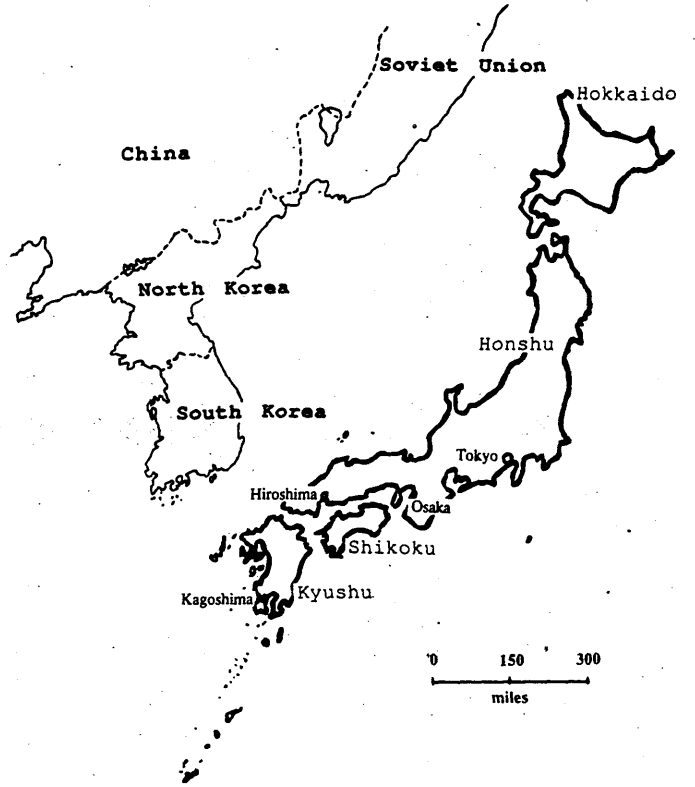 Soviet Union
Hokkaido
China
North Korea
Honshu
South Korea
Tokyo
Hiroshima
Osaka
Shikoku
Kagoshima
Kyushu
0 150 300
miles